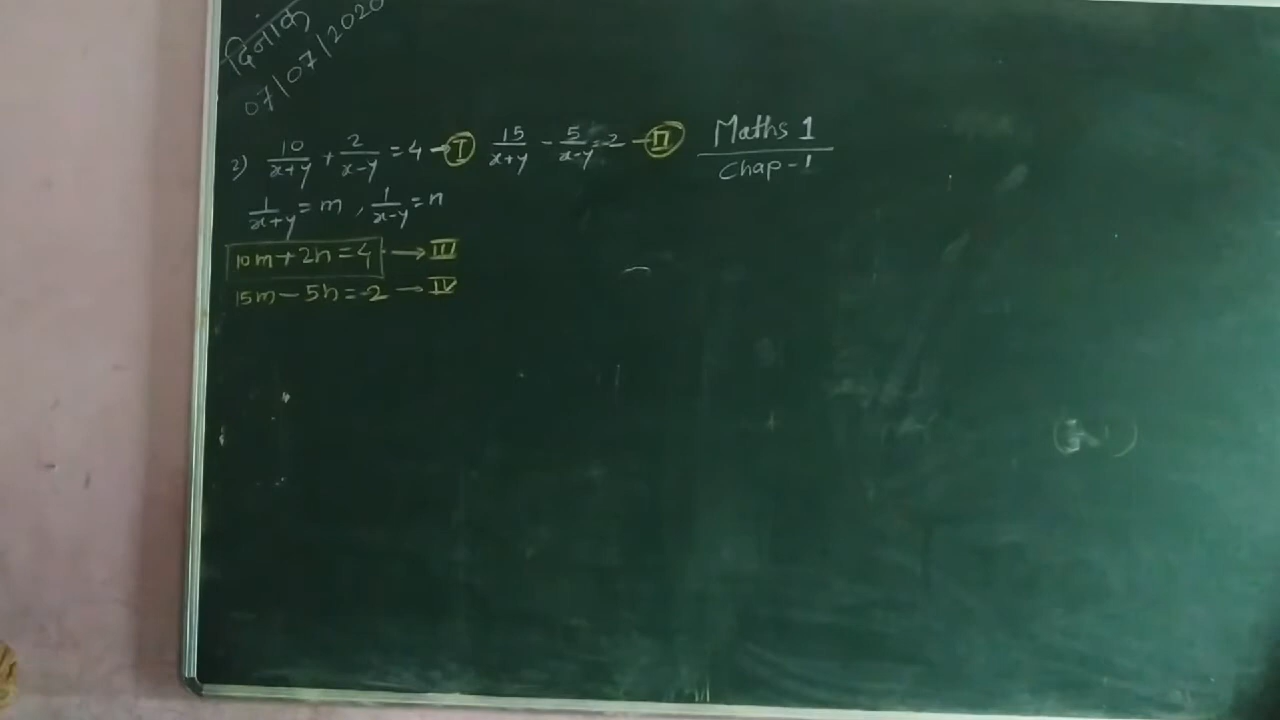 दिनांक
07/07/2020
Maths 1
Chap-1
2) 10/x+y + 2/x-y = 4 → I 15/x+y - 5/x-y = -2 → II
1/x+y = m , 1/x-y = n
10m + 2n = 4 → III
15m - 5n = -2 → IV